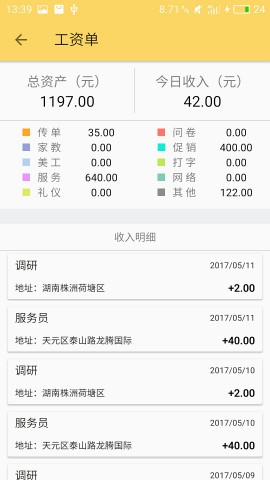 13:39 8.71% 24
工资单
总资产（元） 今日收入（元）
1197.00 42.00
传单 35.00 问卷 0.00
家教 0.00 促销 400.00
美工 0.00 打字 0.00
服务 640.00 网络 0.00
礼仪 0.00 其他 122.00
收入明细
调研 2017/05/11
地址：湖南株洲荷塘区 +2.00
服务员 2017/05/11
地址：天元区泰山路龙腾国际 +40.00
调研 2017/05/10
地址：湖南株洲荷塘区 +2.00
服务员 2017/05/10
地址：天元区泰山路龙腾国际 +40.00
调研 2017/05/09